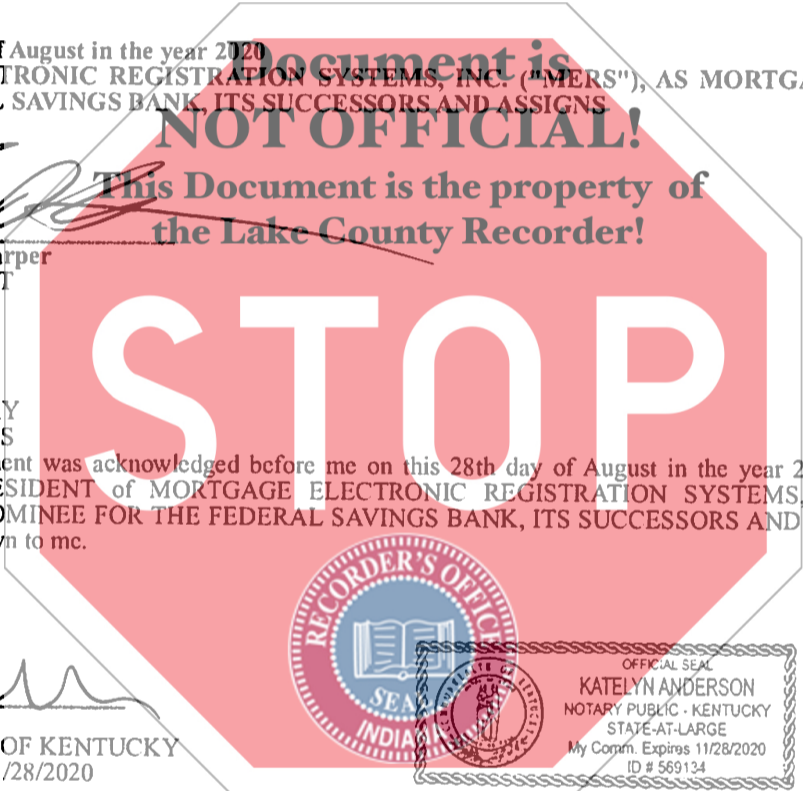 f August in the year 2020
TRONIC REGISTRATION SYSTEMS, INC. ("MERS"), AS MORTGA
L SAVINGS BANK, ITS SUCCESSORS AND ASSIGNS
Document is
NOT OFFICIAL!
This Document is the property of
the Lake County Recorder!
arper
T
STOP
Y
S
ent was acknowledged before me on this 28th day of August in the year 2
ESIDENT of MORTGAGE ELECTRONIC REGISTRATION SYSTEMS,
OMINEE FOR THE FEDERAL SAVINGS BANK, ITS SUCCESSORS AND
n to me.
RECORDER'S OFFICE
SEAL
INDIANA
OFFICIAL SEAL
KATELYN ANDERSON
NOTARY PUBLIC - KENTUCKY
STATE-AT-LARGE
My Comm. Expires 11/28/2020
ID # 569134
OF KENTUCKY
/28/2020